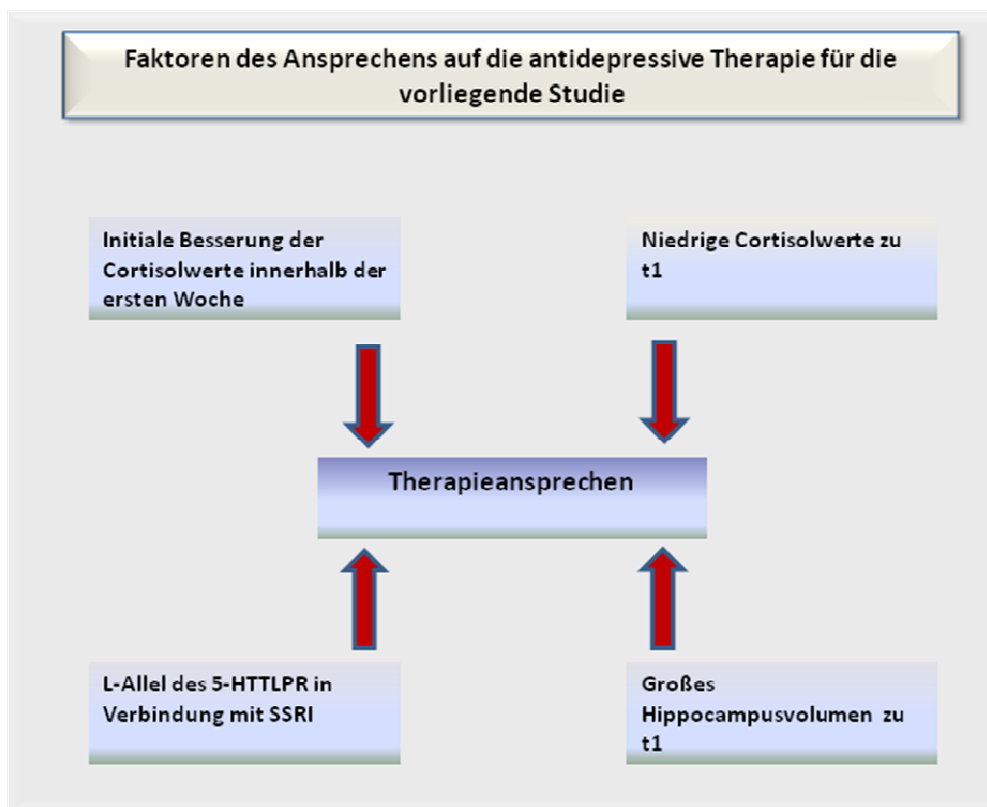 Faktoren des Ansprechens auf die antidepressive Therapie für die
vorliegende Studie
Initiale Besserung der
Cortisolwerte innerhalb der
ersten Woche
Niedrige Cortisolwerte zu
t1
Therapieansprechen
L-Allel des 5-HTTLPR in
Verbindung mit SSRI
Großes
Hippocampusvolumen zu
t1